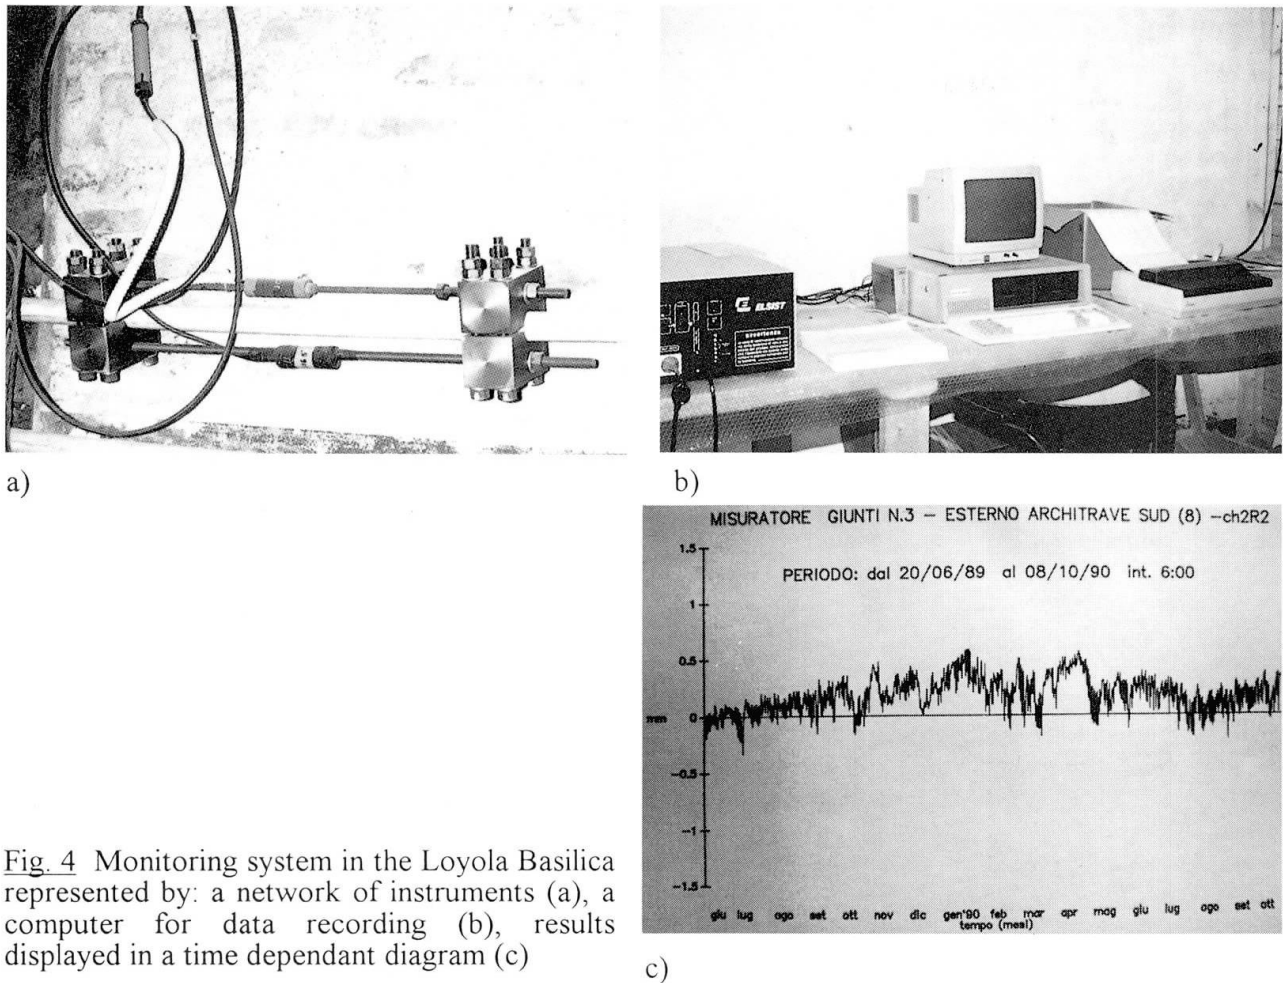 ELSIST
avvertenze
a)
b)
MISURATORE GIUNTI N.3 – ESTERNO ARCHITRAVE SUD (8) –ch2R2
PERIODO: dal 20/06/89 al 08/10/90 int. 6:00
1.5
1
0.5
mm 0
-0.5
-1
-1.5
giu lug ago set ott nov dic gen'90 feb mar apr mag giu lug ago set ott
tempo (mesi)
c)
Fig. 4 Monitoring system in the Loyola Basilica
represented by: a network of instruments (a), a
computer for data recording (b), results
displayed in a time dependant diagram (c)